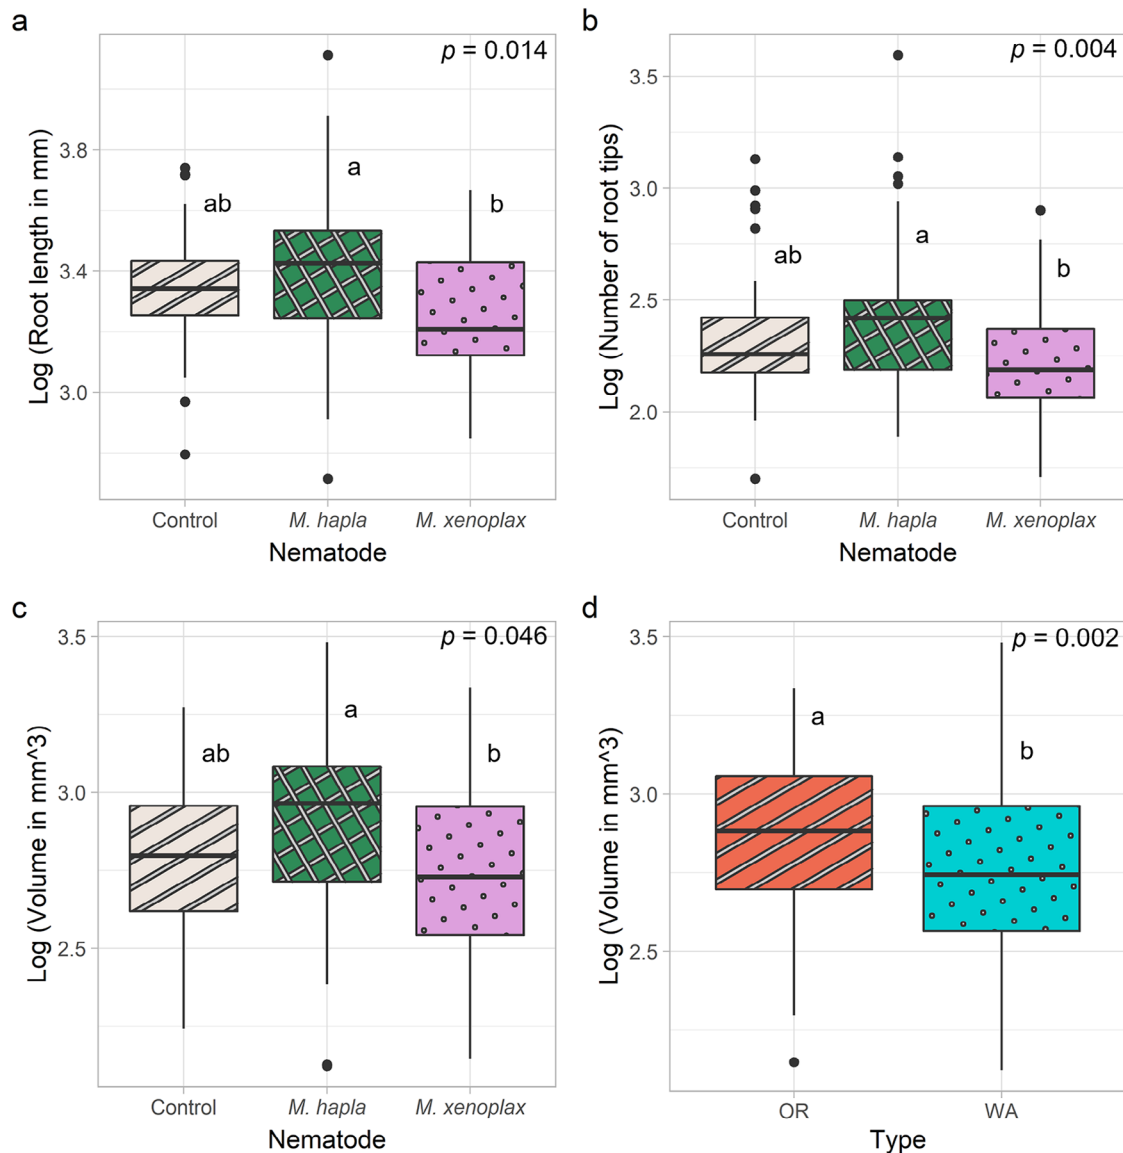 a
p = 0.014
Log (Root length in mm)
3.8
3.4
3.0
ab
a
b
Control
M. hapla
M. xenoplax
Nematode
b
p = 0.004
Log (Number of root tips)
3.5
3.0
2.5
2.0
ab
a
b
Control
M. hapla
M. xenoplax
Nematode
c
p = 0.046
Log (Volume in mm^3)
3.5
3.0
2.5
ab
a
b
Control
M. hapla
M. xenoplax
Nematode
d
p = 0.002
Log (Volume in mm^3)
3.5
3.0
2.5
a
b
OR
WA
Type